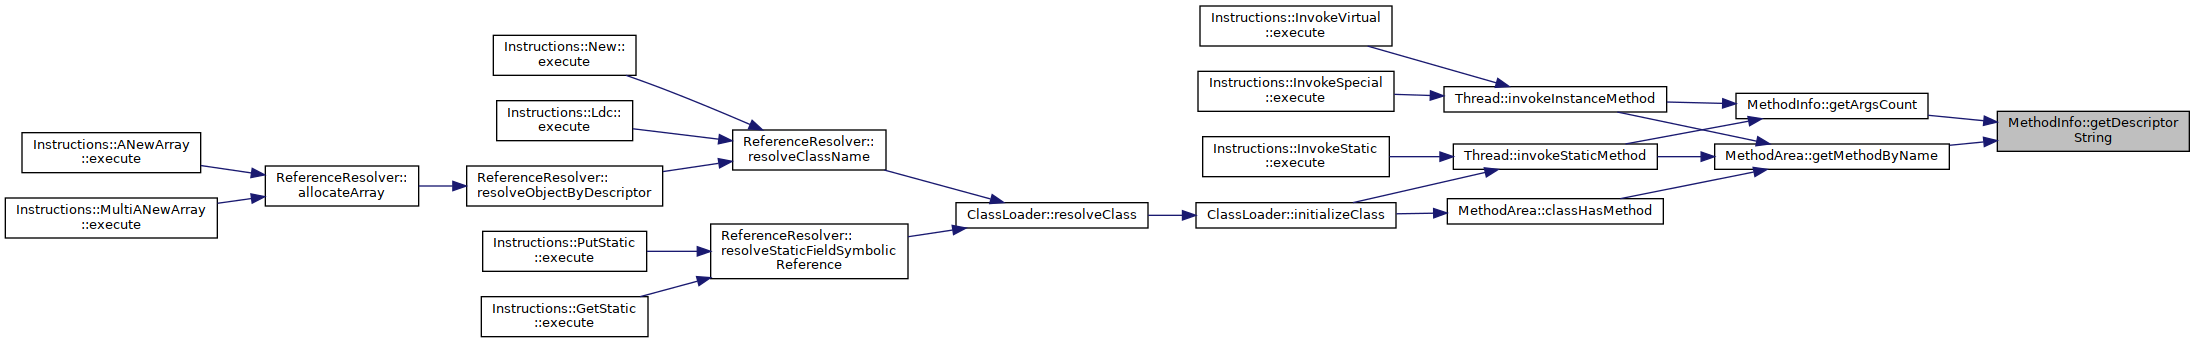 Instructions::ANewArray
::execute
Instructions::MultiANewArray
::execute
ReferenceResolver::
allocateArray
Instructions::New::
execute
Instructions::Ldc::
execute
ReferenceResolver::
resolveObjectByDescriptor
Instructions::PutStatic
::execute
Instructions::GetStatic
::execute
ReferenceResolver::
resolveClassName
ReferenceResolver::
resolveStaticFieldSymbolic
Reference
ClassLoader::resolveClass
Instructions::InvokeVirtual
::execute
Instructions::InvokeSpecial
::execute
Instructions::InvokeStatic
::execute
ClassLoader::initializeClass
Thread::invokeInstanceMethod
Thread::invokeStaticMethod
MethodArea::classHasMethod
MethodInfo::getArgsCount
MethodArea::getMethodByName
MethodInfo::getDescriptor
String